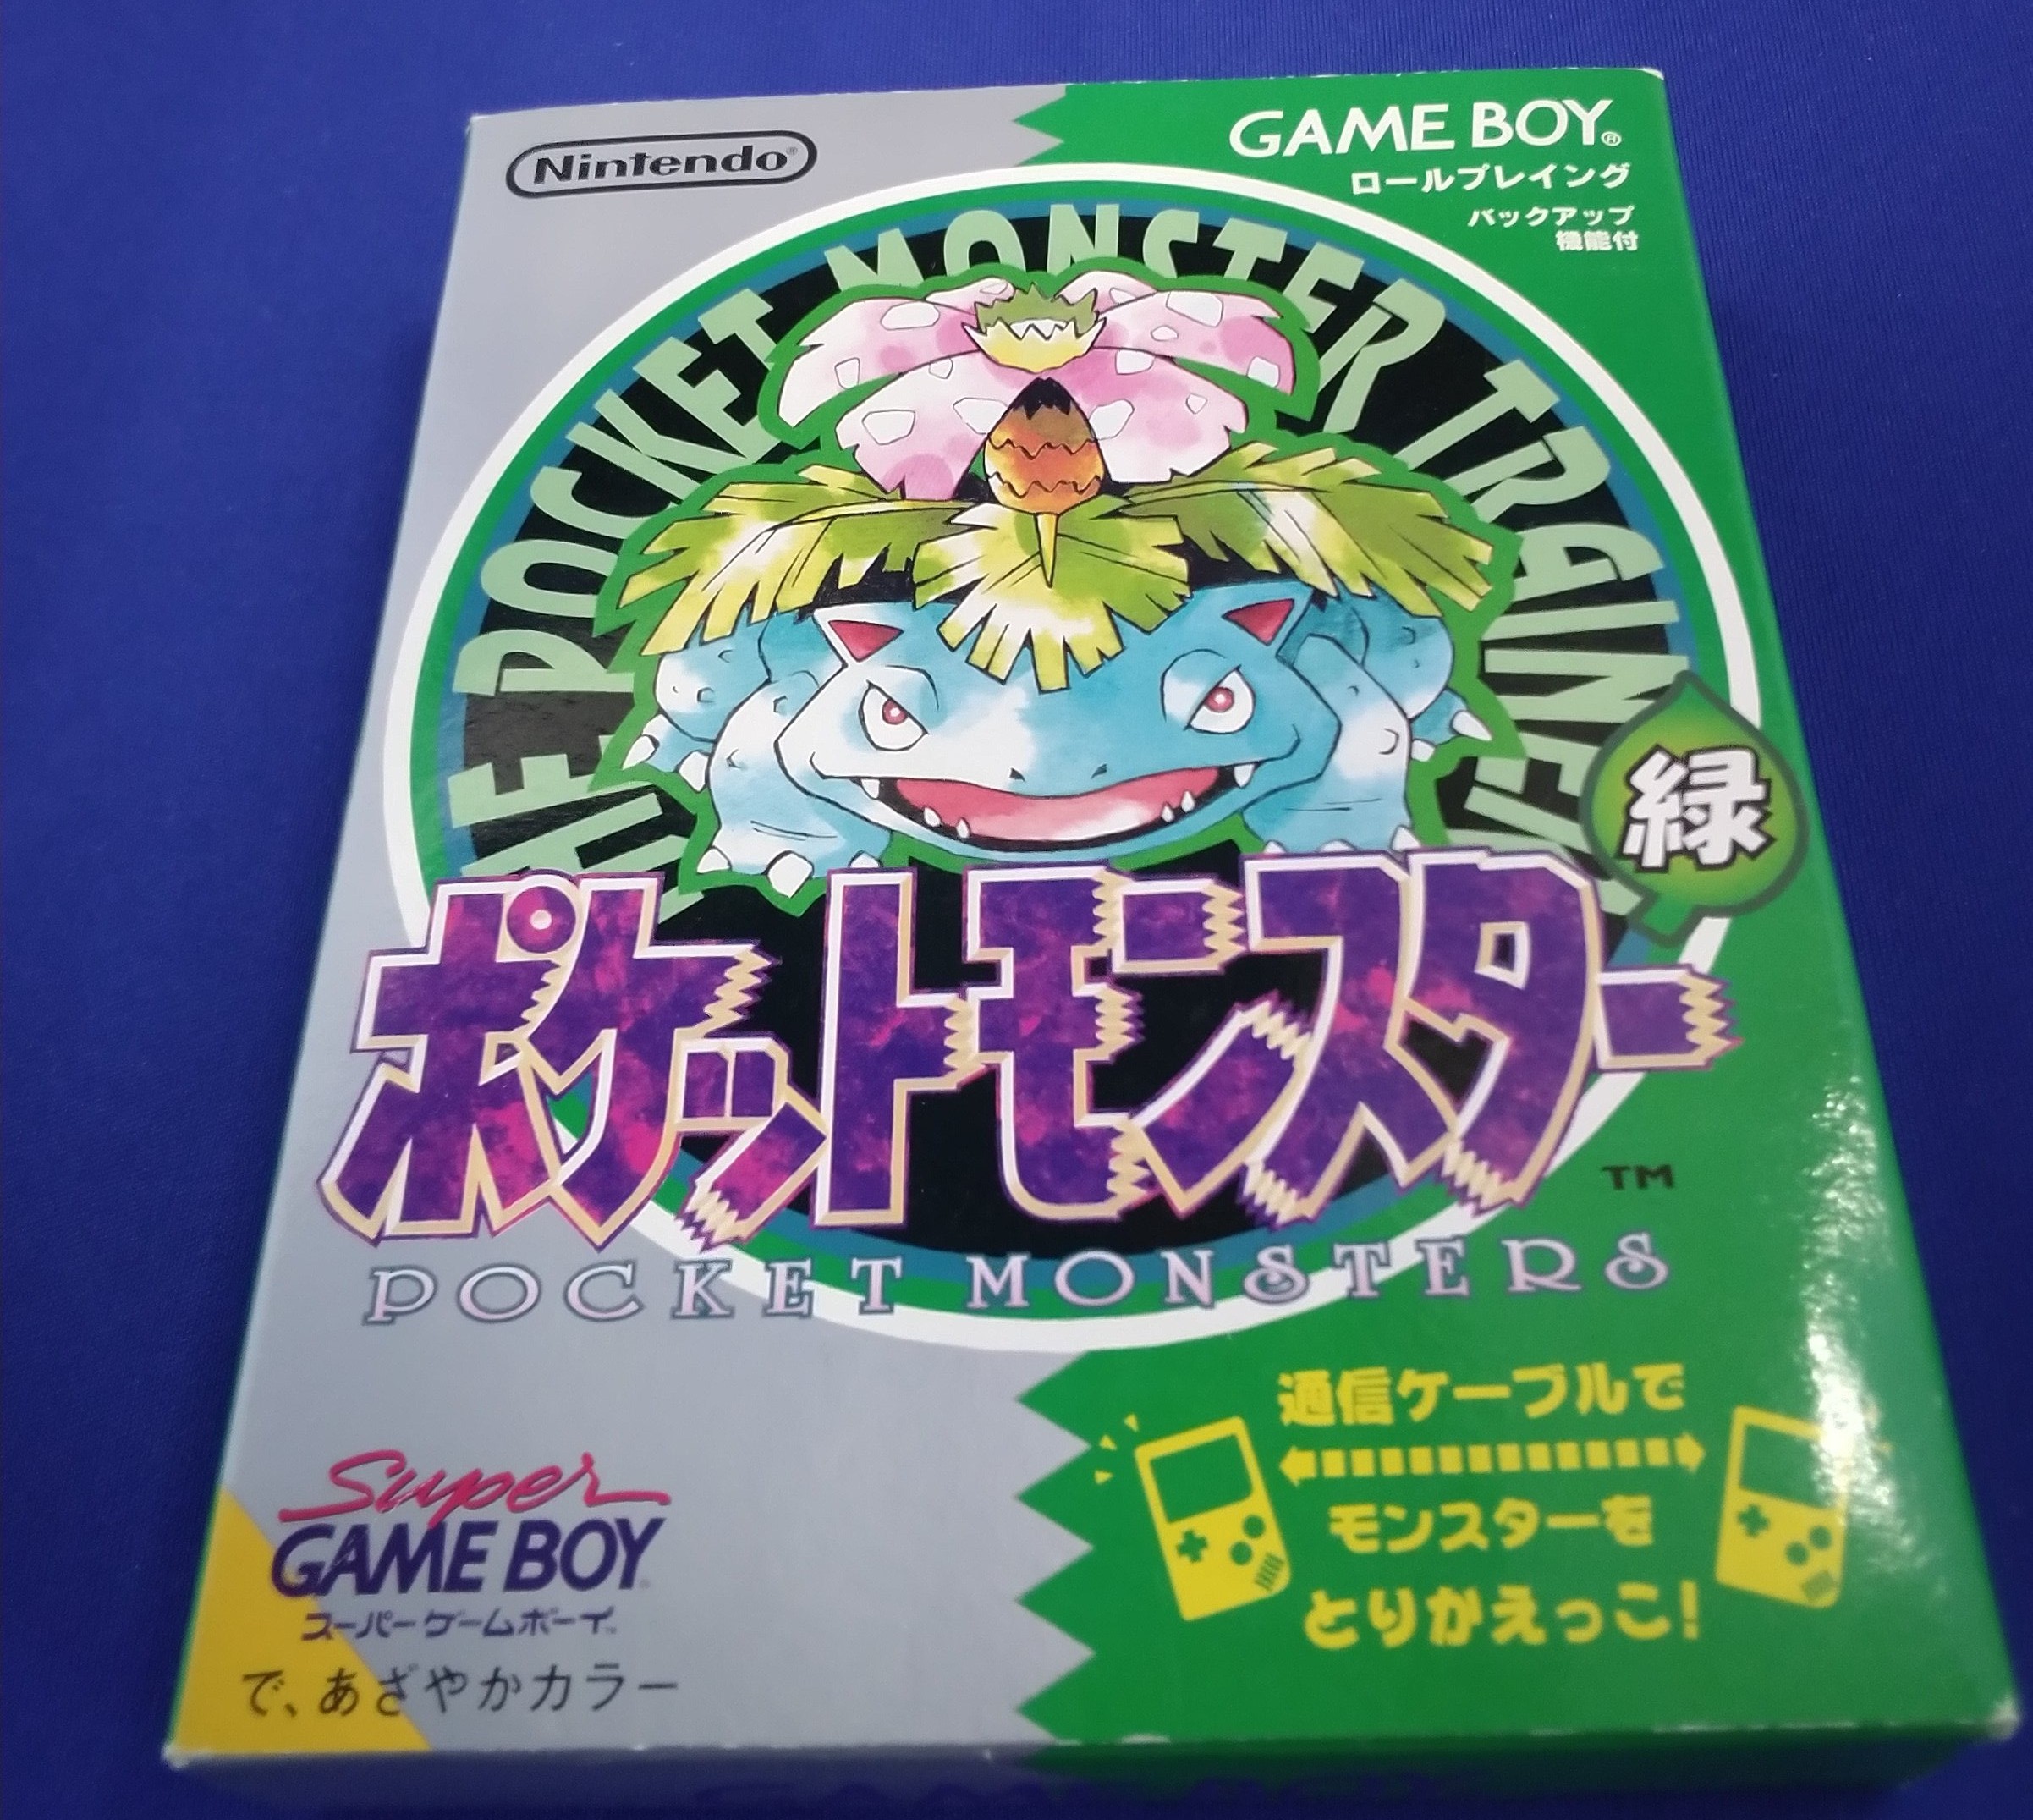 Nintendo®
GAME BOY®
ロールプレイング
バックアップ
機能付
THE POCKET MONSTER TRAINER
緑
ポケットモンスター
TM
POCKET MONSTERS
通信ケーブルで
モンスターを
とりかえっこ!
Super
GAME BOY
スーパーゲームボーイ
で、あざやかカラー